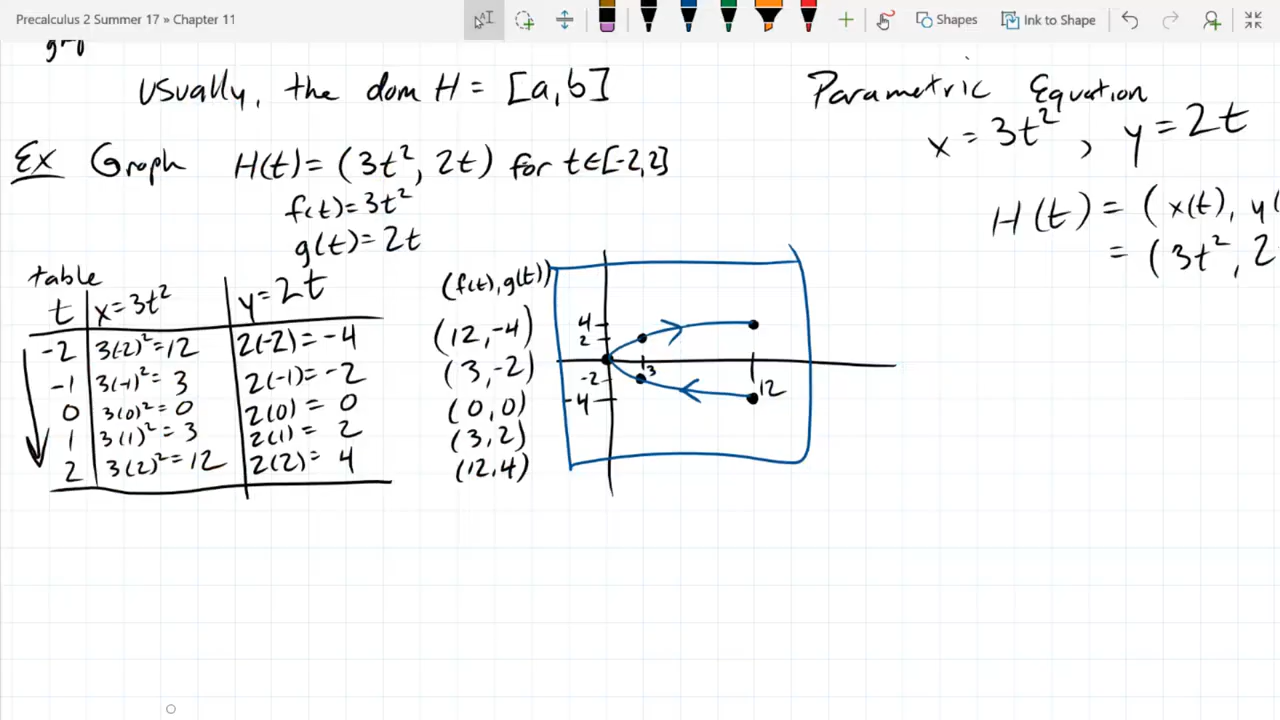 Precalculus 2 Summer 17 » Chapter 11
Shapes
Ink to Shape
usually, the dom H = [a,b]
Parametric Equation
x = 3t², y = 2t
Ex Graph H(t) = (3t², 2t) for t∈[-2,2]
f(t) = 3t²
g(t) = 2t
H(t) = (x(t), y(
= (3t², 2
table
t x=3t² y=2t (f(t), g(t))
-2 3(-2)²=12 2(-2)= -4 (12,-4)
-1 3(-1)²= 3 2(-1)= -2 (3,-2)
0 3(0)²=0 2(0)= 0 (0,0)
1 3(1)²= 3 2(1)= 2 (3,2)
2 3(2)²=12 2(2)= 4 (12,4)
4
2
3
-2
12
-4